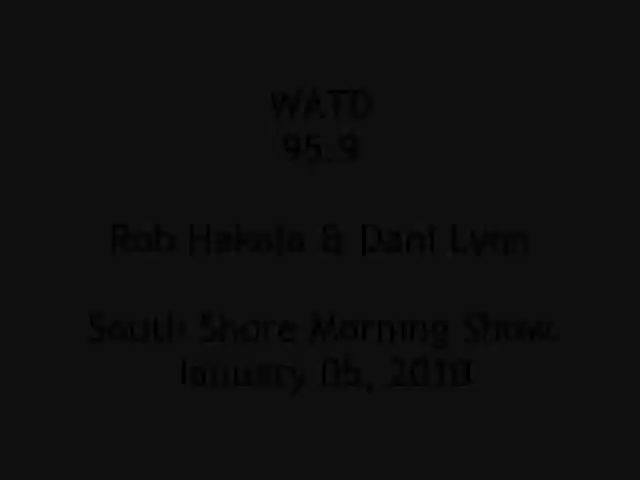 WATD
95.9
Rob Hakala & Dani Lynn
South Shore Morning Show
January 05, 2010